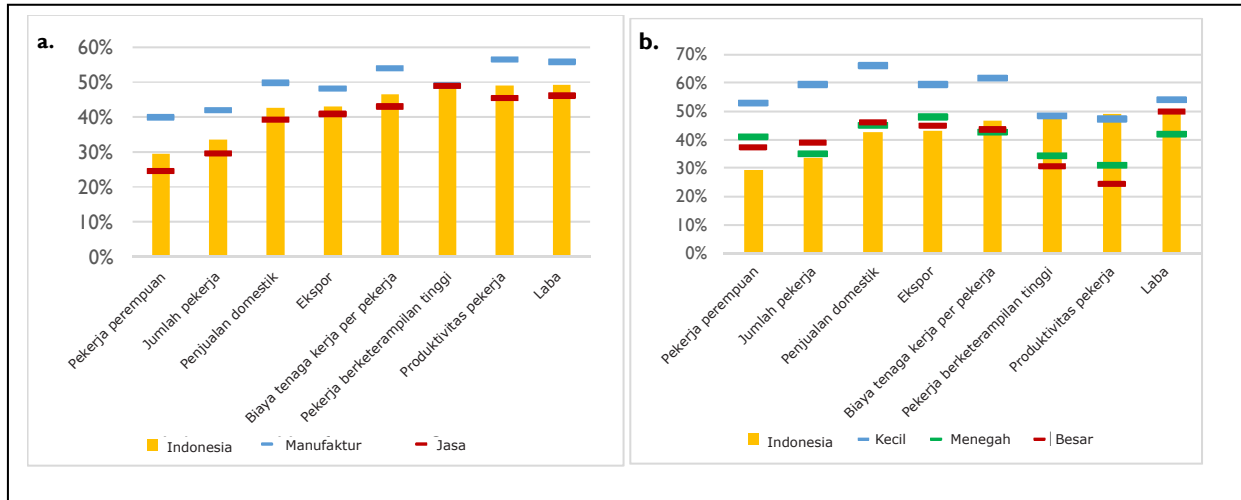 a.
60%
50%
40%
30%
20%
10%
0%
Pekerja perempuan
Jumlah pekerja
Penjualan domestik
Ekspor
Biaya tenaga kerja per pekerja
Pekerja berketerampilan tinggi
Produktivitas pekerja
Laba
Indonesia Manufaktur Jasa
b.
70%
60%
50%
40%
30%
20%
10%
0%
Pekerja perempuan
Jumlah pekerja
Penjualan domestik
Ekspor
Biaya tenaga kerja per pekerja
Pekerja berketerampilan tinggi
Produktivitas pekerja
Laba
Indonesia Kecil Menegah Besar